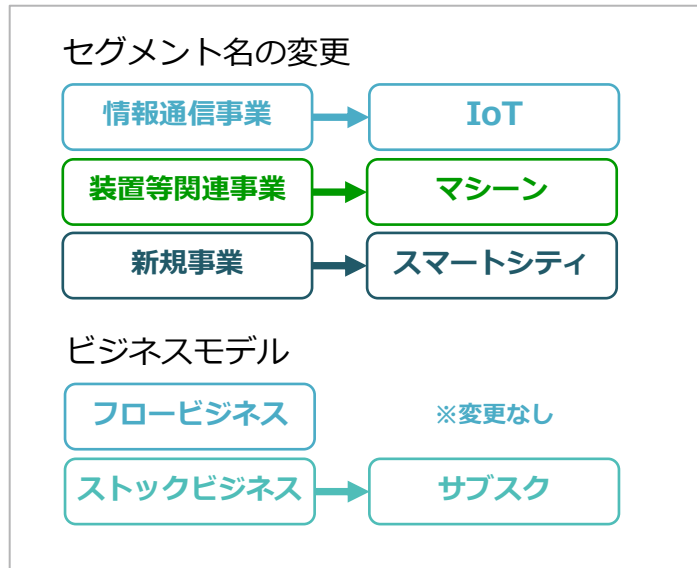 セグメント名の変更
情報通信事業 IoT
装置等関連事業 マシーン
新規事業 スマートシティ
ビジネスモデル
フロービジネス ※変更なし
ストックビジネス サブスク